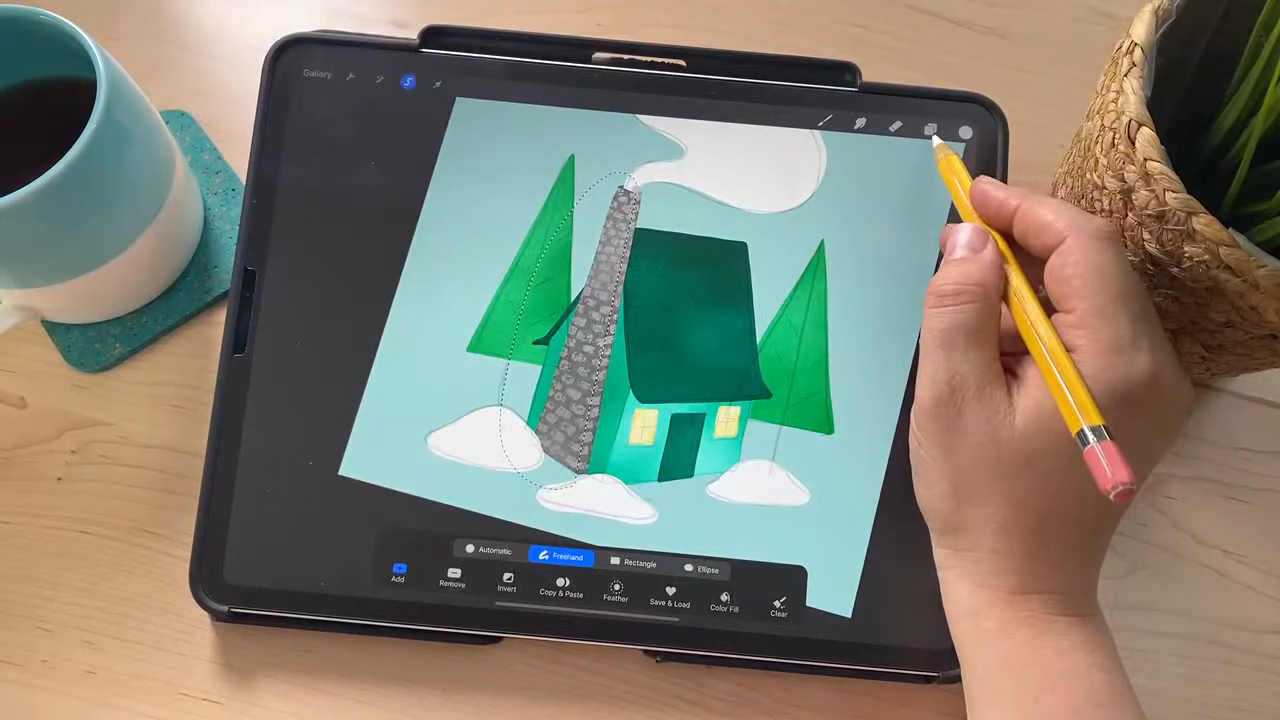 Gallery
Automatic
Freehand
Rectangle
Ellipse
Add
Remove
Invert
Copy & Paste
Feather
Save & Load
Color Fill
Clear